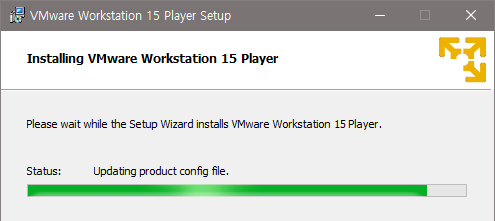 VMware Workstation 15 Player Setup
Installing VMware Workstation 15 Player
Please wait while the Setup Wizard installs VMware Workstation 15 Player.
Status: Updating product config file.